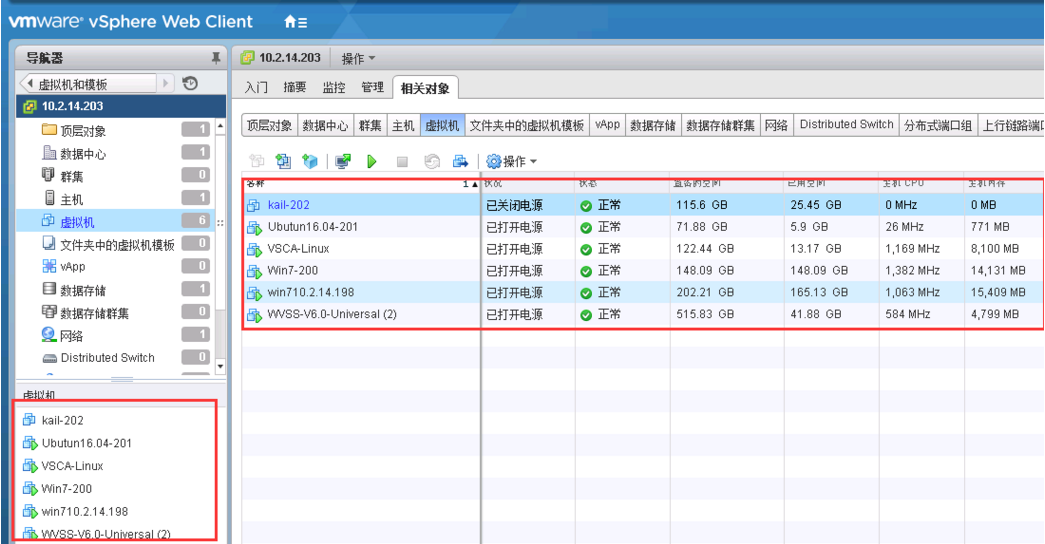 vmware® vSphere Web Client
导航器
虚拟机和模板
10.2.14.203
顶层对象 1
数据中心 1
群集 1
主机 1
虚拟机 6
文件夹中的虚拟机模板 0
vApp 0
数据存储 1
数据存储群集 0
网络 1
Distributed Switch 0
虚拟机
kail-202
Ubutun16.04-201
VSCA-Linux
Win7-200
win710.2.14.198
WVSS-V6.0-Universal (2)
10.2.14.203 操作
入门 摘要 监控 管理 相关对象
顶层对象 数据中心 群集 主机 虚拟机 文件夹中的虚拟机模板 vApp 数据存储 数据存储群集 网络 Distributed Switch 分布式端口组 上行链路端口
操作
名称 1 状况 状态 置备的空间 已用空间 主机 CPU 主机内存
kail-202 已关闭电源 正常 115.6 GB 25.45 GB 0 MHz 0 MB
Ubutun16.04-201 已打开电源 正常 71.88 GB 5.9 GB 26 MHz 771 MB
VSCA-Linux 已打开电源 正常 122.44 GB 13.17 GB 1,169 MHz 8,100 MB
Win7-200 已打开电源 正常 148.09 GB 148.09 GB 1,382 MHz 14,131 MB
win710.2.14.198 已打开电源 正常 202.21 GB 165.13 GB 1,063 MHz 15,409 MB
WVSS-V6.0-Universal (2) 已打开电源 正常 515.83 GB 41.88 GB 584 MHz 4,799 MB